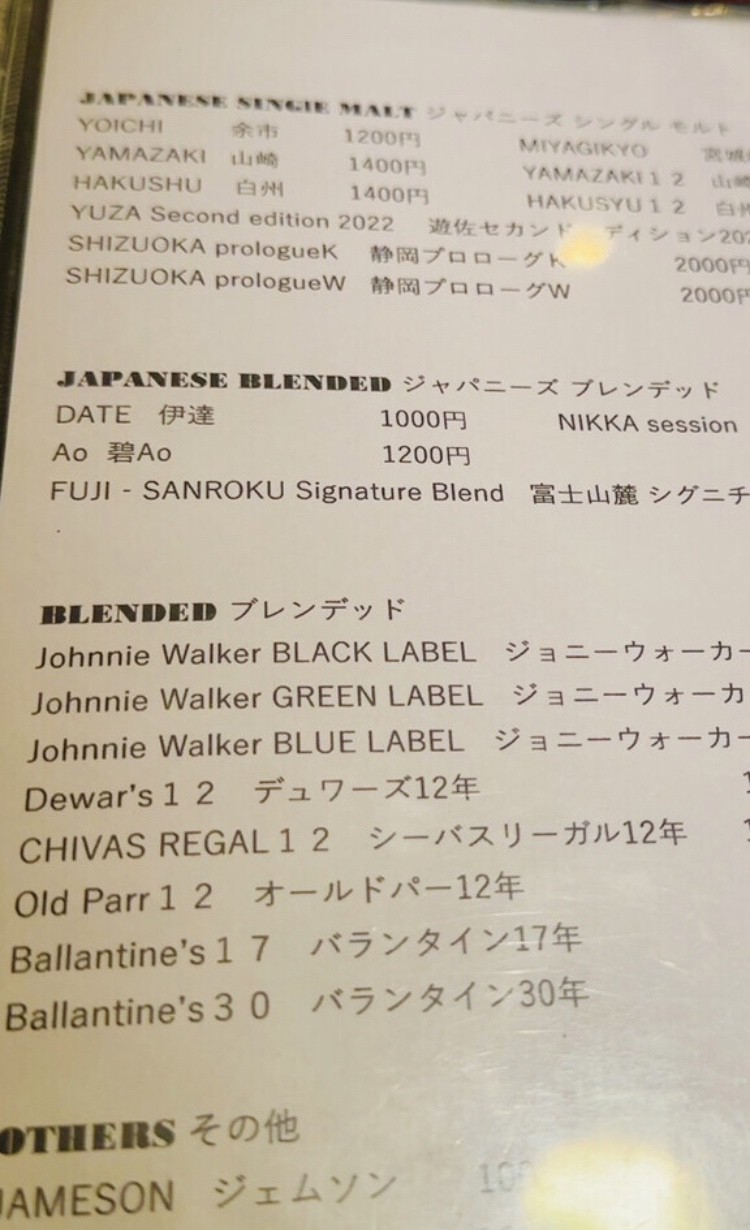 JAPANESE SINGlE MALT ジャパニーズ シングル モルト
YOICHI 余市 1200円 MIYAGIKYO
YAMAZAKI 山崎 1400円 YAMAZAKI 1 2 山崎
HAKUSHU 白州 1400円 HAKUSYU 1 2 白州
YUZA Second edition 2022 遊佐セカンド ディション
SHIZUOKA prologueK 静岡プロローグK 2000円
SHIZUOKA prologueW 静岡プロローグW 2000円
JAPANESE BLENDED ジャパニーズ ブレンデッド
DATE 伊達 1000円 NIKKA session
Ao 碧Ao 1200円
FUJI - SANROKU Signature Blend 富士山麓 シグニチ
BLENDED ブレンデッド
Johnnie Walker BLACK LABEL ジョニーウォーカー
Johnnie Walker GREEN LABEL ジョニーウォーカ
Johnnie Walker BLUE LABEL ジョニーウォーカー
Dewar's 1 2 デュワーズ12年
CHIVAS REGAL 1 2 シーバスリーガル12年
Old Parr 1 2 オールドパー12年
Ballantine's 1 7 バランタイン17年
Ballantine's 3 0 バランタイン30年
OTHERS その他
JAMESON ジェムソン